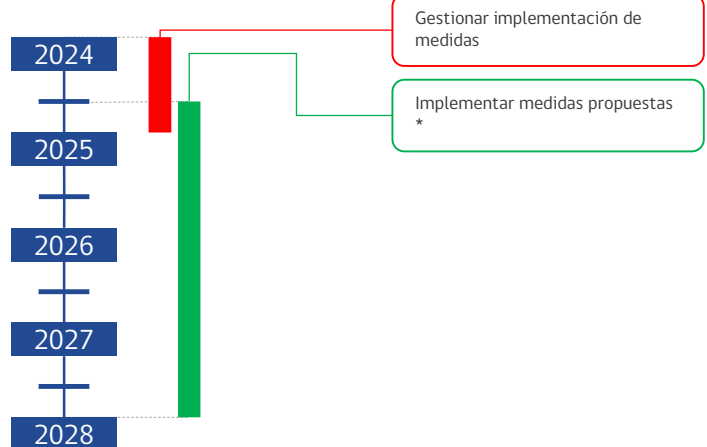 Gestionar implementación de
medidas
2024
Implementar medidas propuestas
*
2025
2026
2027
2028